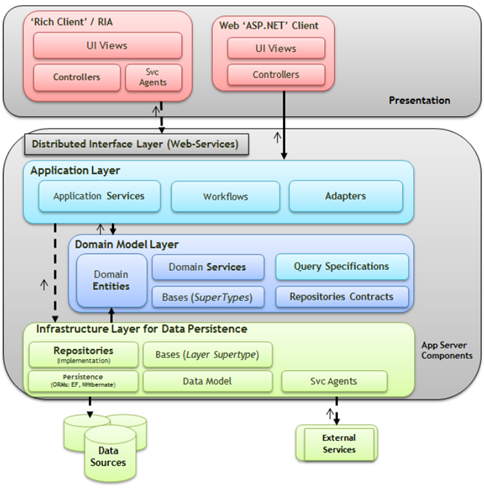 'Rich Client' / RIA
UI Views
Controllers
Svc
Agents
Web 'ASP.NET' Client
UI Views
Controllers
Presentation
Distributed Interface Layer (Web-Services)
Application Layer
Application Services
Workflows
Adapters
Domain Model Layer
Domain
Entities
Domain Services
Query Specifications
Bases (SuperTypes)
Repositories Contracts
Infrastructure Layer for Data Persistence
Repositories
(implementation)
Bases (Layer Supertype)
Persistence
(ORMs: EF, NHibernate)
Data Model
Svc Agents
App Server
Components
Data
Sources
External
Services